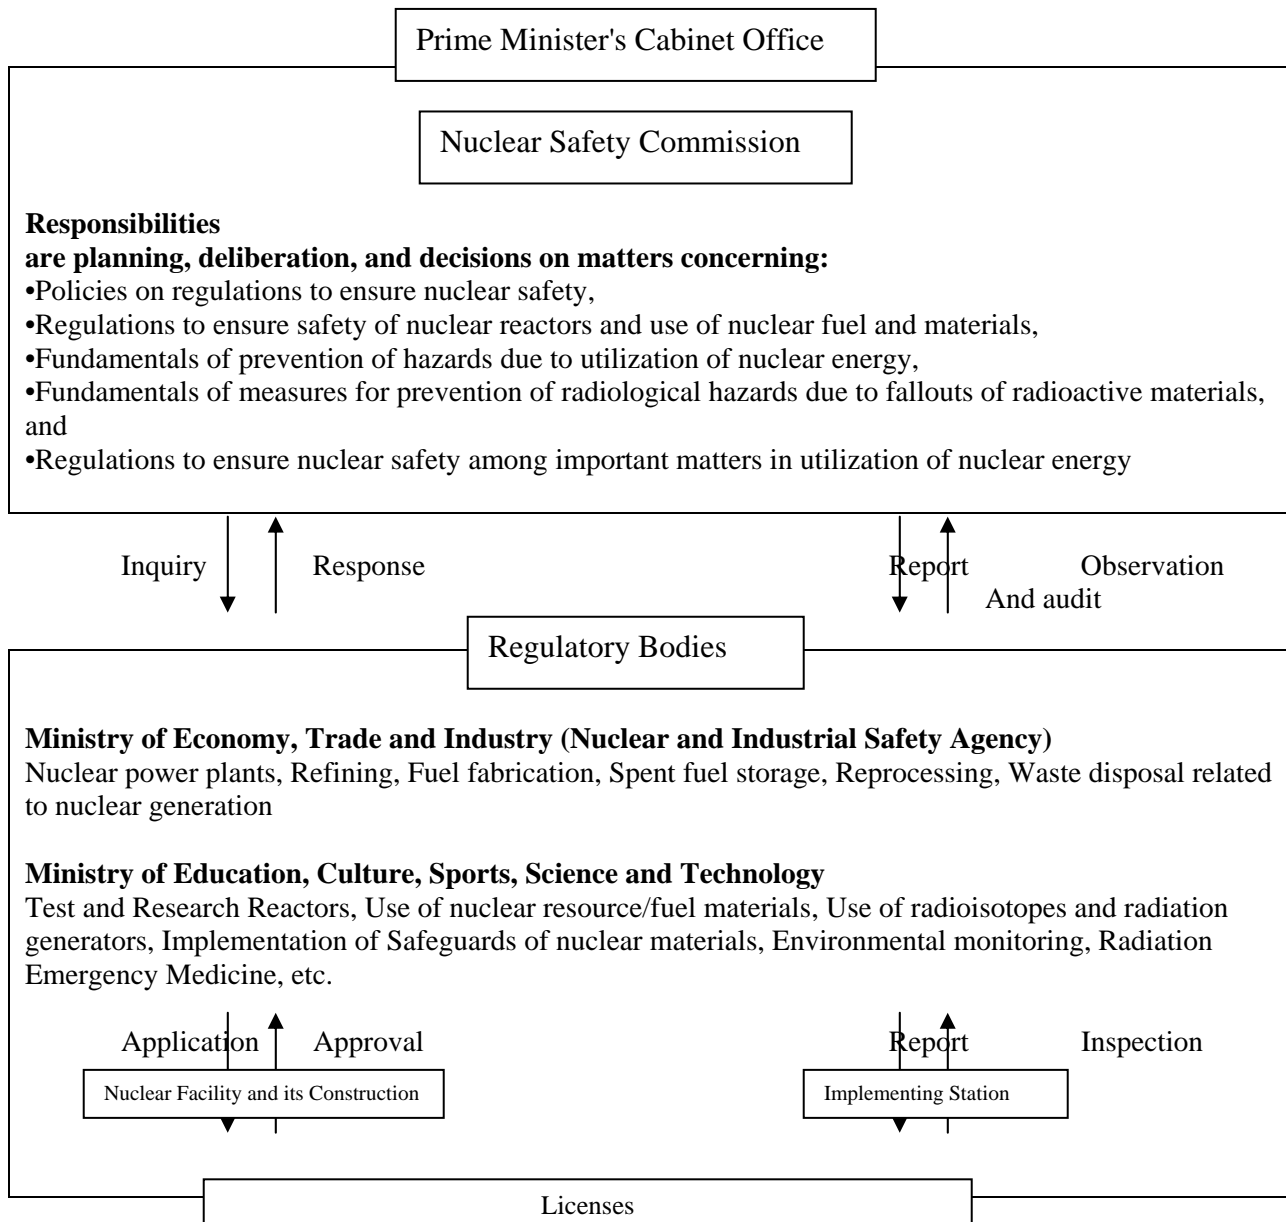 Prime Minister's Cabinet Office
Nuclear Safety Commission
Responsibilities
are planning, deliberation, and decisions on matters concerning:
•Policies on regulations to ensure nuclear safety,
•Regulations to ensure safety of nuclear reactors and use of nuclear fuel and materials,
•Fundamentals of prevention of hazards due to utilization of nuclear energy,
•Fundamentals of measures for prevention of radiological hazards due to fallouts of radioactive materials,
and
•Regulations to ensure nuclear safety among important matters in utilization of nuclear energy
Inquiry Response Report Observation
And audit
Regulatory Bodies
Ministry of Economy, Trade and Industry (Nuclear and Industrial Safety Agency)
Nuclear power plants, Refining, Fuel fabrication, Spent fuel storage, Reprocessing, Waste disposal related
to nuclear generation
Ministry of Education, Culture, Sports, Science and Technology
Test and Research Reactors, Use of nuclear resource/fuel materials, Use of radioisotopes and radiation
generators, Implementation of Safeguards of nuclear materials, Environmental monitoring, Radiation
Emergency Medicine, etc.
Application Approval Report Inspection
Nuclear Facility and its Construction Implementing Station
Licenses